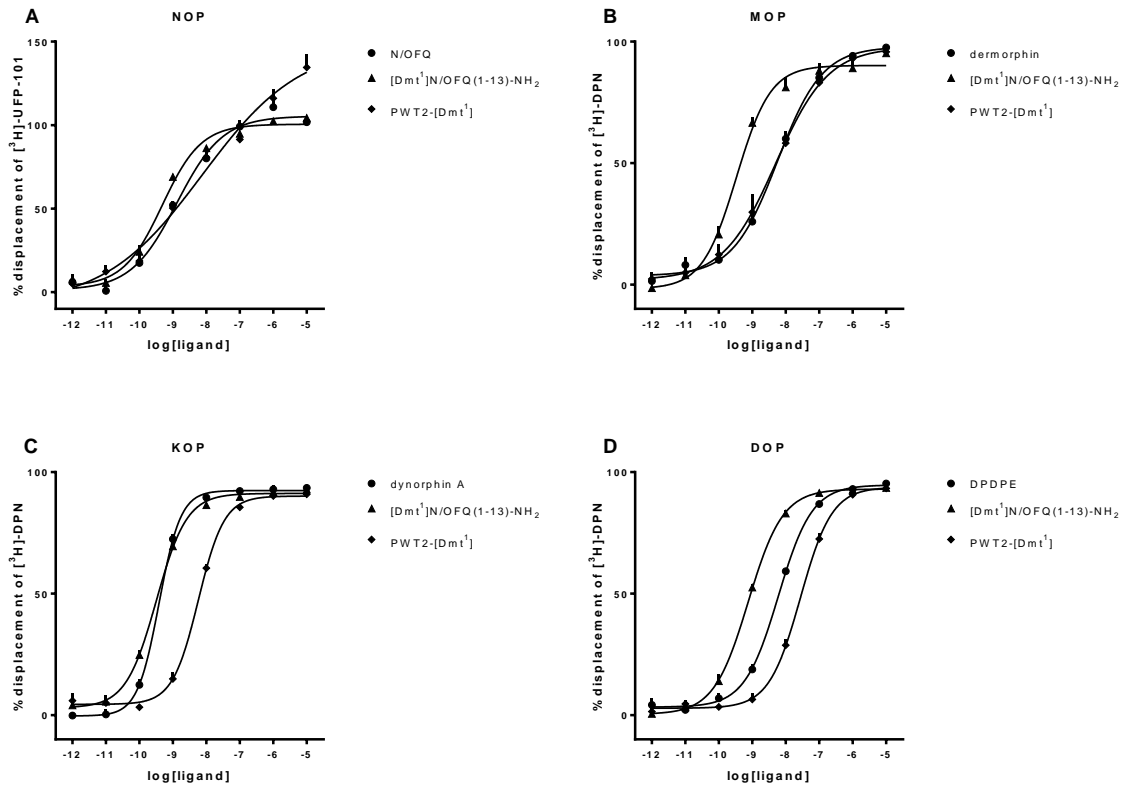 A
NOP
% displacement of [³H]-UFP-101
150
100
50
0
-12 -11 -10 -9 -8 -7 -6 -5
log[ligand]
N/OFQ
[Dmt¹]N/OFQ(1-13)-NH₂
PWT2-[Dmt¹]
B
MOP
% displacement of [³H]-DPN
100
50
0
-12 -11 -10 -9 -8 -7 -6 -5
log[ligand]
dermorphin
[Dmt¹]N/OFQ(1-13)-NH₂
PWT2-[Dmt¹]
C
KOP
% displacement of [³H]-DPN
100
50
0
-12 -11 -10 -9 -8 -7 -6 -5
log[ligand]
dynorphin A
[Dmt¹]N/OFQ(1-13)-NH₂
PWT2-[Dmt¹]
D
DOP
% displacement of [³H]-DPN
100
50
0
-12 -11 -10 -9 -8 -7 -6 -5
log[ligand]
DPDPE
[Dmt¹]N/OFQ(1-13)-NH₂
PWT2-[Dmt¹]